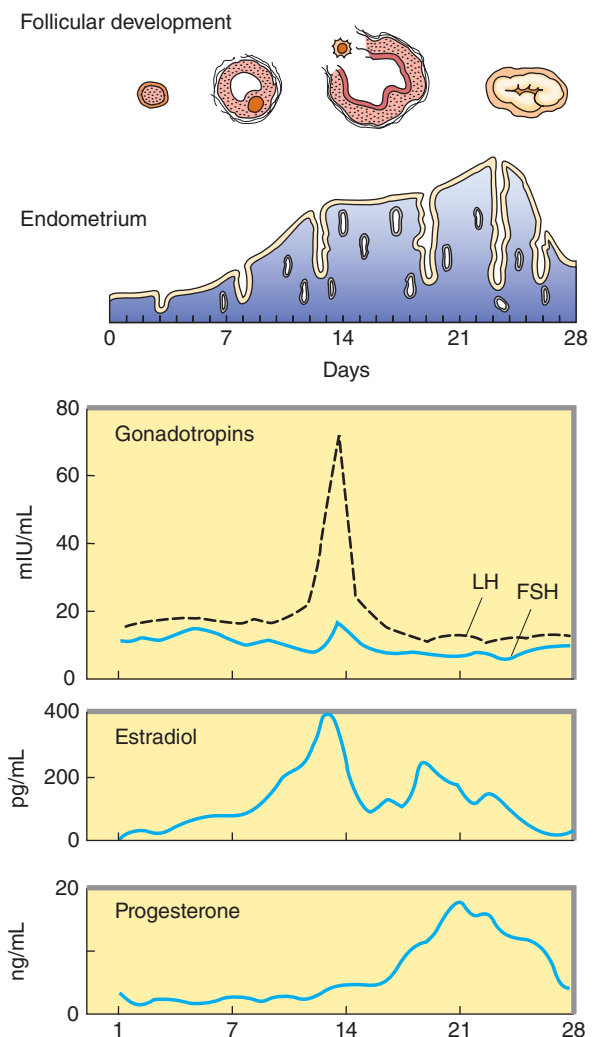 Follicular development
Endometrium
0 7 14 21 28
Days
80
Gonadotropins
60
mIU/mL
40
LH FSH
20
0
400
Estradiol
pg/mL
200
0
20
Progesterone
ng/mL
0
1 7 14 21 28